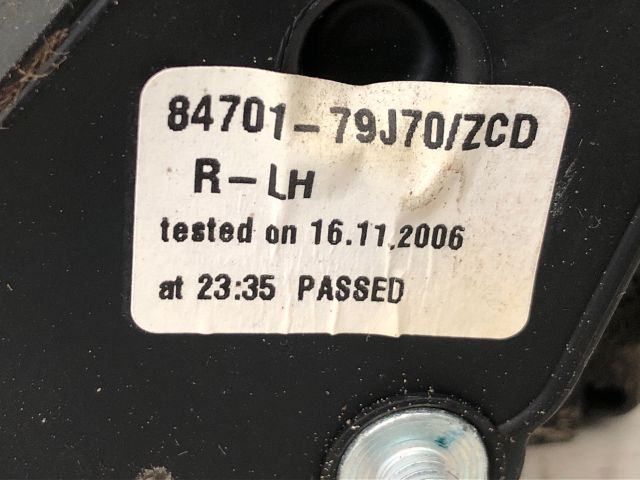 84701-79J70/ZCD
R-LH
tested on 16.11.2006
at 23:35 PASSED